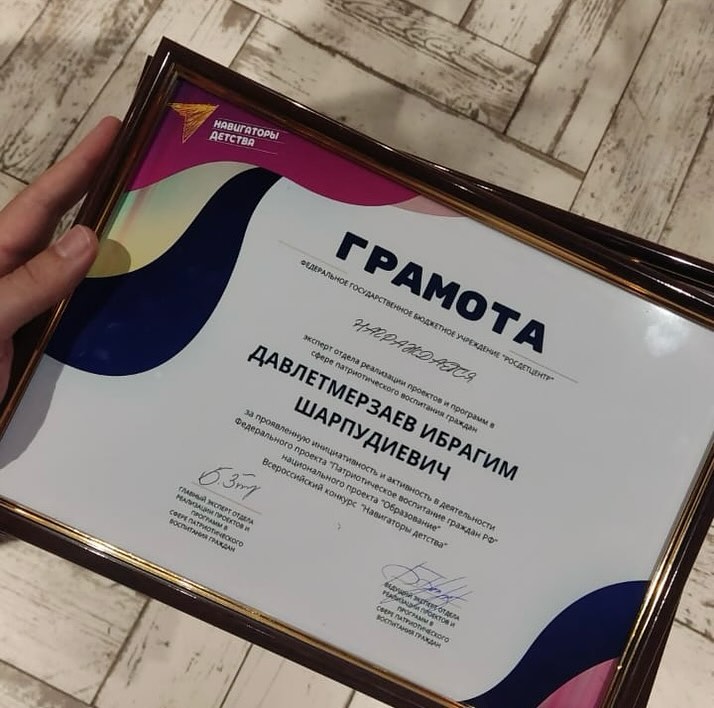 НАВИГАТОРЫ
ДЕТСТВА
ГРАМОТА
ФЕДЕРАЛЬНОЕ ГОСУДАРСТВЕННОЕ БЮДЖЕТНОЕ УЧРЕЖДЕНИЕ "РОСДЕТЦЕНТР"
НАГРАЖДАЕТСЯ
эксперт отдела реализации проектов и программ в
сфере патриотического воспитания граждан
ДАВЛЕТМЕРЗАЕВ ИБРАГИМ
ШАРПУДИЕВИЧ
за проявленную инициативность и активность в деятельности
Федерального проекта "Патриотическое воспитание граждан РФ"
национального проекта "Образование"
Всероссийский конкурс "Навигаторы детства"
ГЛАВНЫЙ ЭКСПЕРТ ОТДЕЛА
РЕАЛИЗАЦИИ ПРОЕКТОВ И
ПРОГРАММ В
СФЕРЕ ПАТРИОТИЧЕСКОГО
ВОСПИТАНИЯ ГРАЖДАН
ВЕДУЩИЙ ЭКСПЕРТ ОТДЕЛА
РЕАЛИЗАЦИИ ПРОЕКТОВ И
ПРОГРАММ В
СФЕРЕ ПАТРИОТИЧЕСКОГО
ВОСПИТАНИЯ ГРАЖДАН